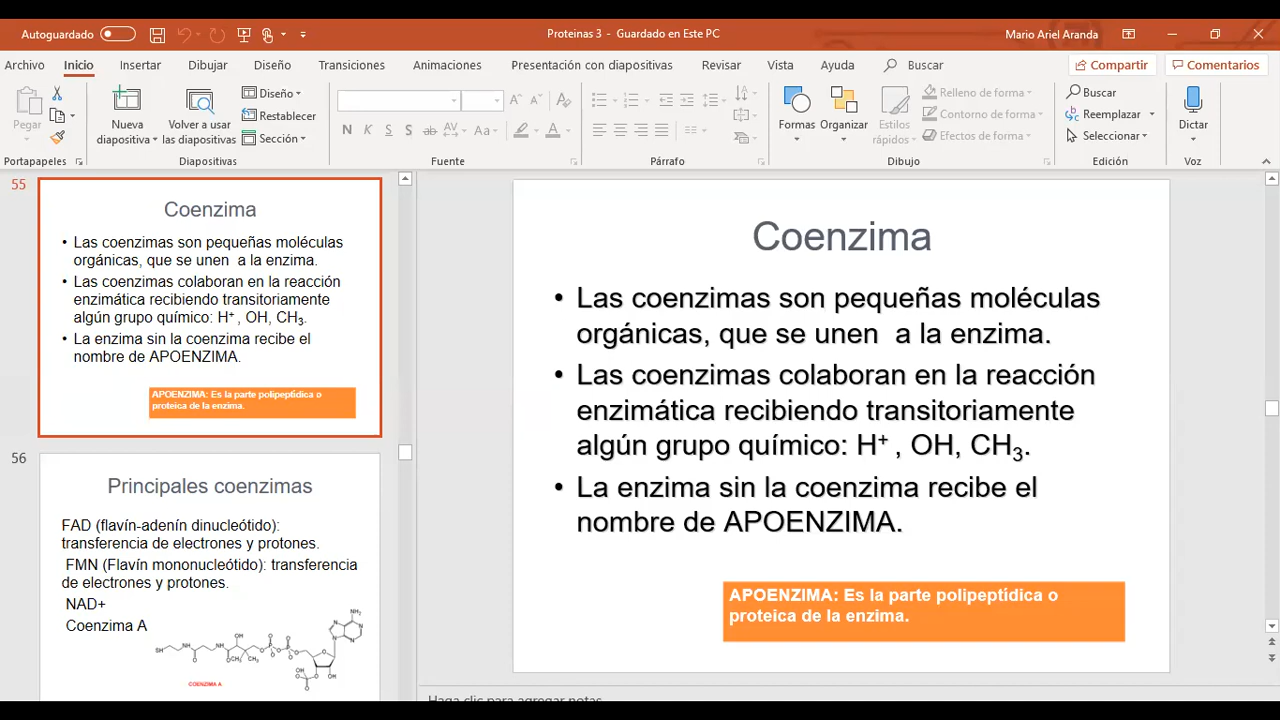 Autoguardado
Proteinas 3 - Guardado en Este PC
Mario Ariel Aranda
Archivo Inicio Insertar Dibujar Diseño Transiciones Animaciones Presentación con diapositivas Revisar Vista Ayuda Buscar Compartir Comentarios
Pegar
Portapapeles
Nueva diapositiva
Volver a usar las diapositivas
Diseño
Restablecer
Sección
Diapositivas
N K S S ab AV Aa A
Fuente
Párrafo
Formas
Organizar
Estilos rápidos
Relleno de forma
Contorno de forma
Efectos de forma
Dibujo
Buscar
Reemplazar
Seleccionar
Edición
Dictar
Voz
55
Coenzima
• Las coenzimas son pequeñas moléculas
orgánicas, que se unen a la enzima.
• Las coenzimas colaboran en la reacción
enzimática recibiendo transitoriamente
algún grupo químico: H⁺ , OH, CH₃.
• La enzima sin la coenzima recibe el
nombre de APOENZIMA.
APOENZIMA: Es la parte polipeptídica o
proteica de la enzima.
56
Principales coenzimas
FAD (flavín-adenín dinucleótido):
transferencia de electrones y protones.
FMN (Flavín mononucleótido): transferencia
de electrones y protones.
NAD+
Coenzima A
COENZIMA A
Coenzima
• Las coenzimas son pequeñas moléculas
orgánicas, que se unen a la enzima.
• Las coenzimas colaboran en la reacción
enzimática recibiendo transitoriamente
algún grupo químico: H⁺ , OH, CH₃.
• La enzima sin la coenzima recibe el
nombre de APOENZIMA.
APOENZIMA: Es la parte polipeptídica o
proteica de la enzima.
Haga clic para agregar notas